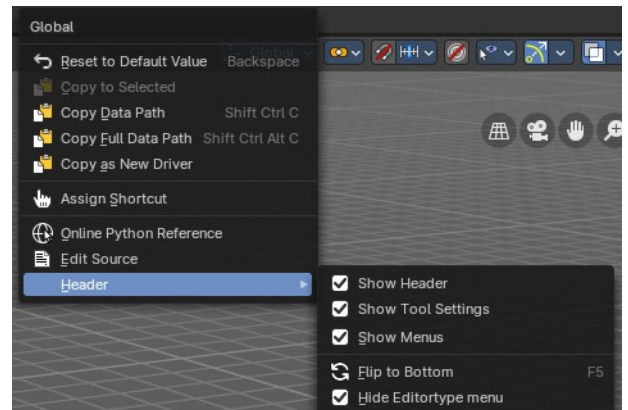 Global
Global
Reset to Default Value Backspace
Copy to Selected
Copy Data Path Shift Ctrl C
Copy Full Data Path Shift Ctrl Alt C
Copy as New Driver
Assign Shortcut
Online Python Reference
Edit Source
Header
Show Header
Show Tool Settings
Show Menus
Flip to Bottom F5
Hide Editortype menu